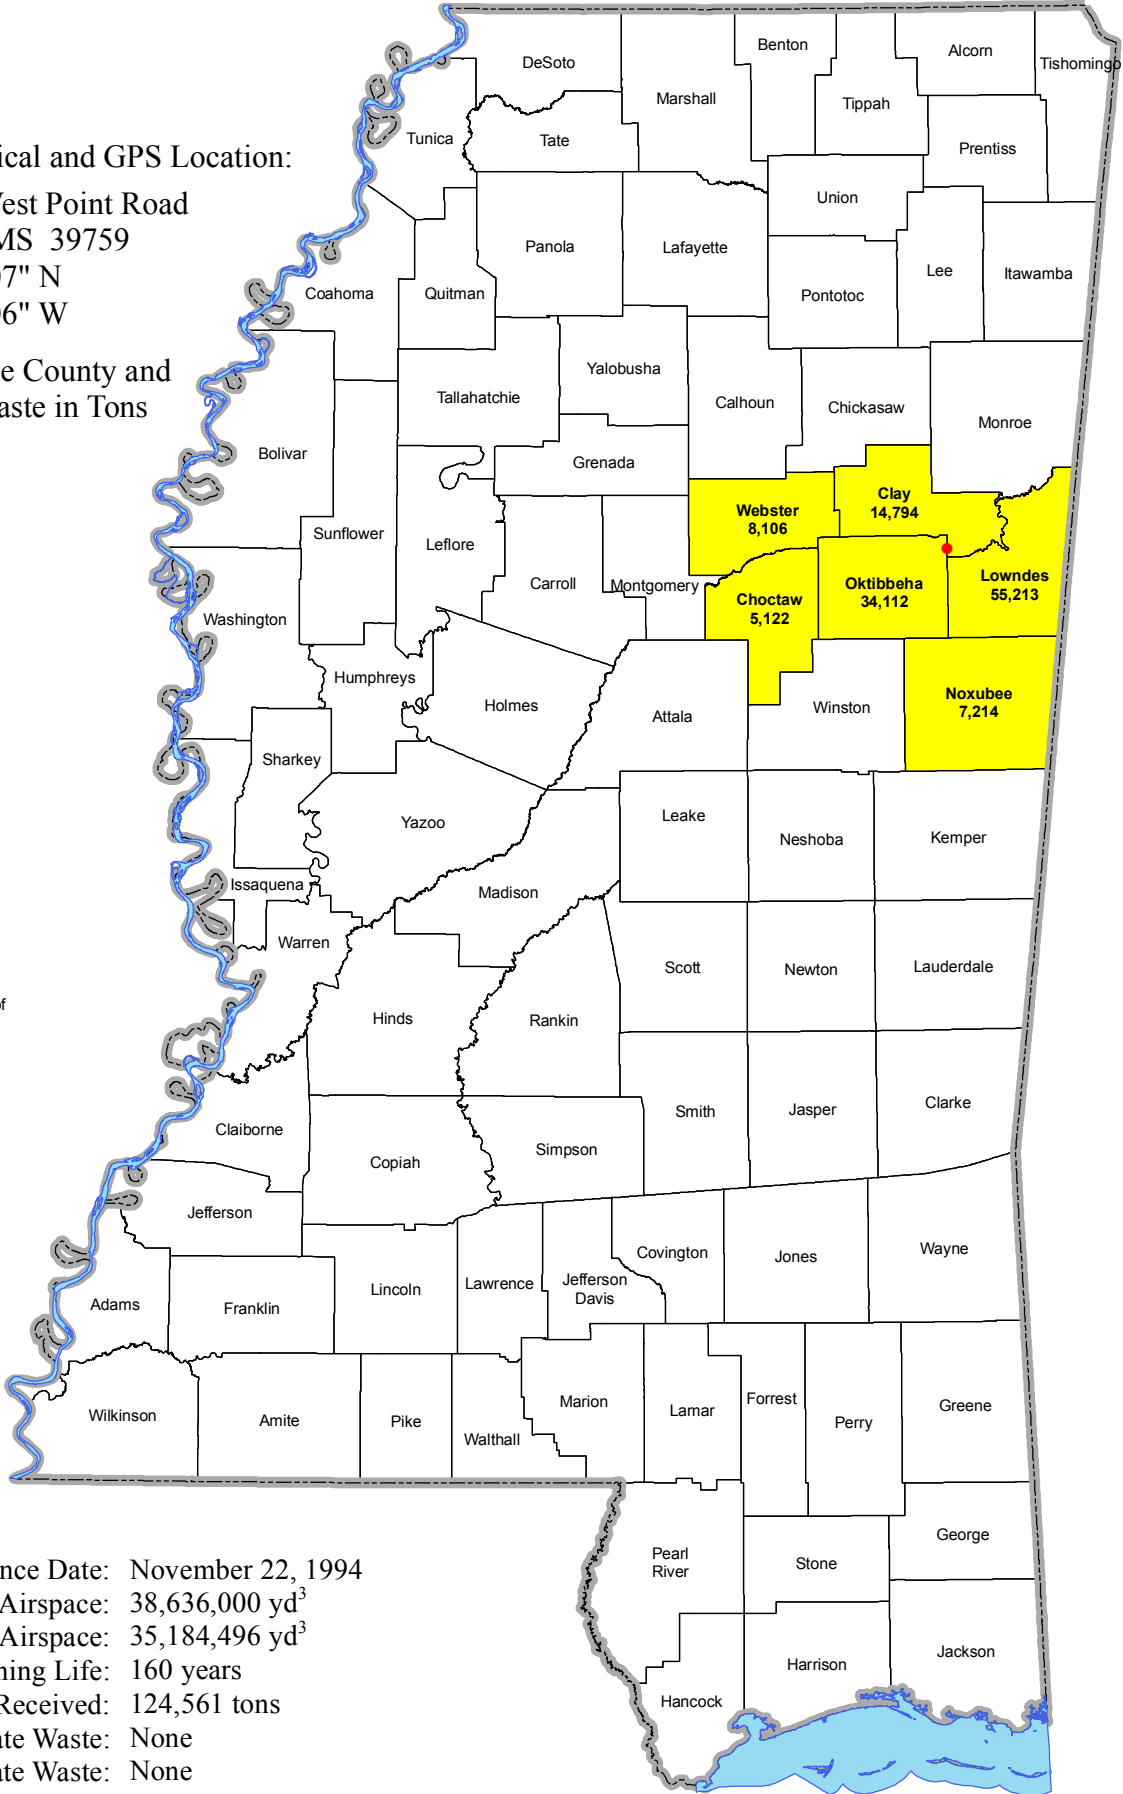 DeSoto
Benton
Alcorn
Tishomingo
Marshall
Tippah
Tunica
Tate
Prentiss
ical and GPS Location:
Union
est Point Road
MS 39759
Panola
Lafayette
7" N
Lee
Itawamba
Coahoma
Quitman
Pontotoc
6" W
e County and
Yalobusha
aste in Tons
Tallahatchie
Calhoun
Chickasaw
Monroe
Bolivar
Grenada
Clay
14,794
Webster
8,106
Sunflower
Leflore
Carroll
Montgomery
Oktibbeha
34,112
Lowndes
55,213
Choctaw
5,122
Washington
Humphreys
Holmes
Attala
Winston
Noxubee
7,214
Sharkey
Yazoo
Leake
Neshoba
Kemper
Issaquena
Madison
Warren
Scott
Newton
Lauderdale
of
Hinds
Rankin
Smith
Jasper
Clarke
Claiborne
Copiah
Simpson
Jefferson
Covington
Jones
Wayne
Lincoln
Lawrence
Jefferson
Davis
Adams
Franklin
Wilkinson
Amite
Pike
Walthall
Marion
Lamar
Forrest
Perry
Greene
George
Pearl
River
Stone
nce Date: November 22, 1994
Airspace: 38,636,000 yd³
Airspace: 35,184,496 yd³
ning Life: 160 years
Received: 124,561 tons
ate Waste: None
ate Waste: None
Jackson
Harrison
Hancock